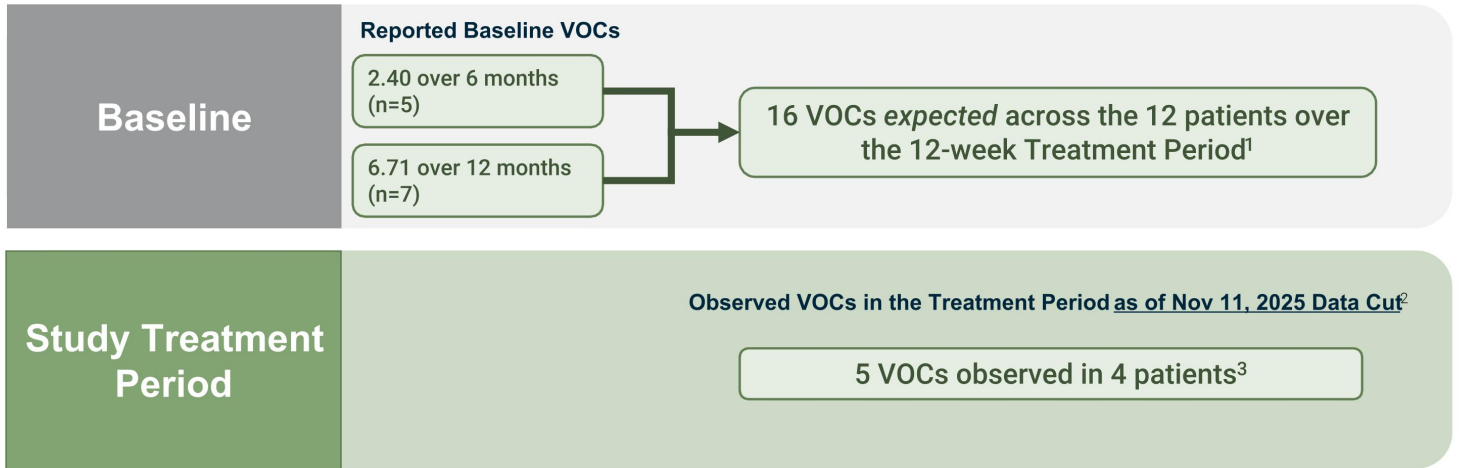 Baseline
Reported Baseline VOCs
2.40 over 6 months
(n=5)
6.71 over 12 months
(n=7)
16 VOCs expected across the 12 patients over
the 12-week Treatment Period¹
Study Treatment
Period
Observed VOCs in the Treatment Period as of Nov 11, 2025 Data Cut²
5 VOCs observed in 4 patients³